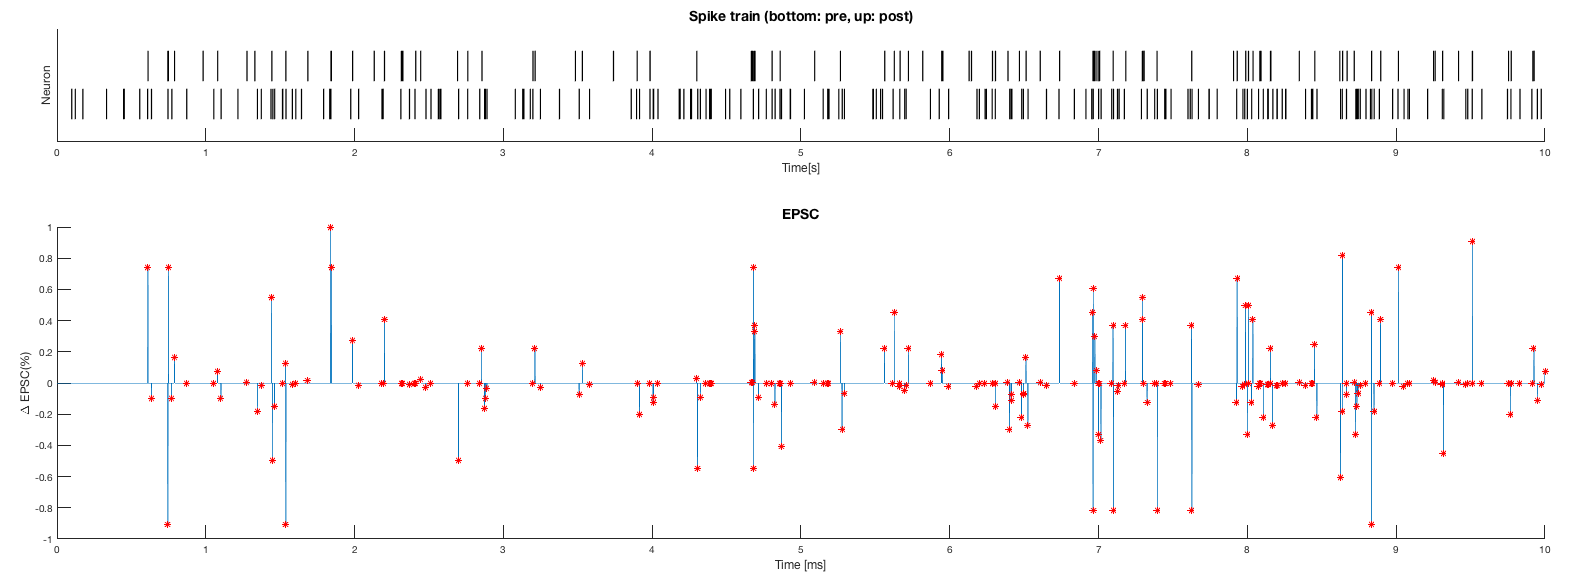 Spike train (bottom: pre, up: post)
Neuron
0 1 2 3 4 5 6 7 8 9 10
Time[s]
EPSC
Δ EPSC(%)
1
0.8
0.6
0.4
0.2
0
-0.2
-0.4
-0.6
-0.8
-1
0 1 2 3 4 5 6 7 8 9 10
Time [ms]